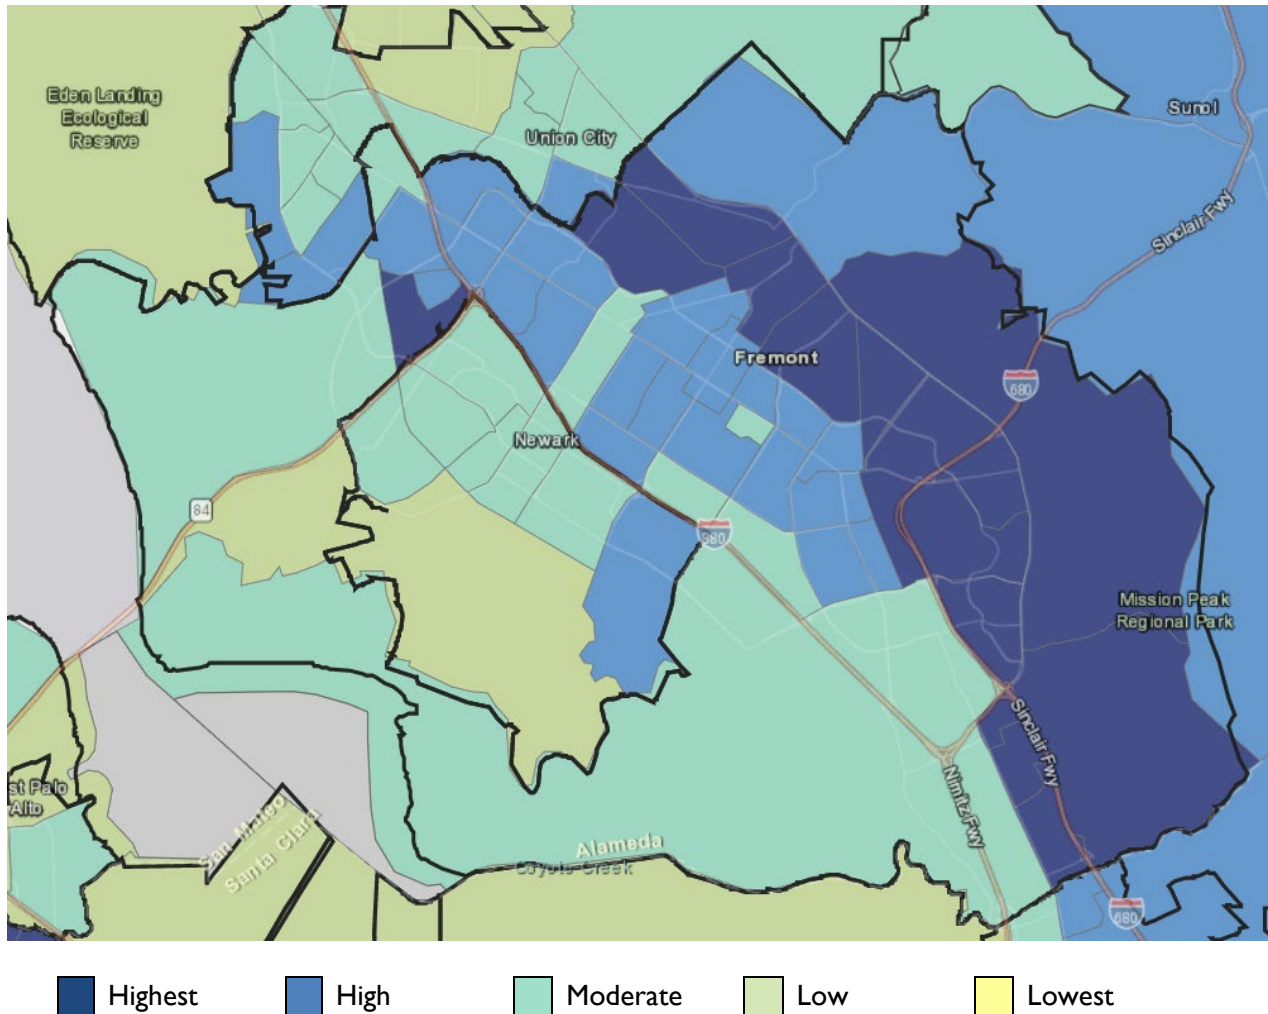 Eden Landing
Ecological
Reserve
Union City
Sunol
Sinclair Fwy
Fremont
680
Newark
84
880
Mission Peak
Regional Park
Sinclair Fwy
st Palo
Alto
San Mateo
Santa Clara
Nimitz Fwy
Alameda
Coyote Creek
680
Highest
High
Moderate
Low
Lowest